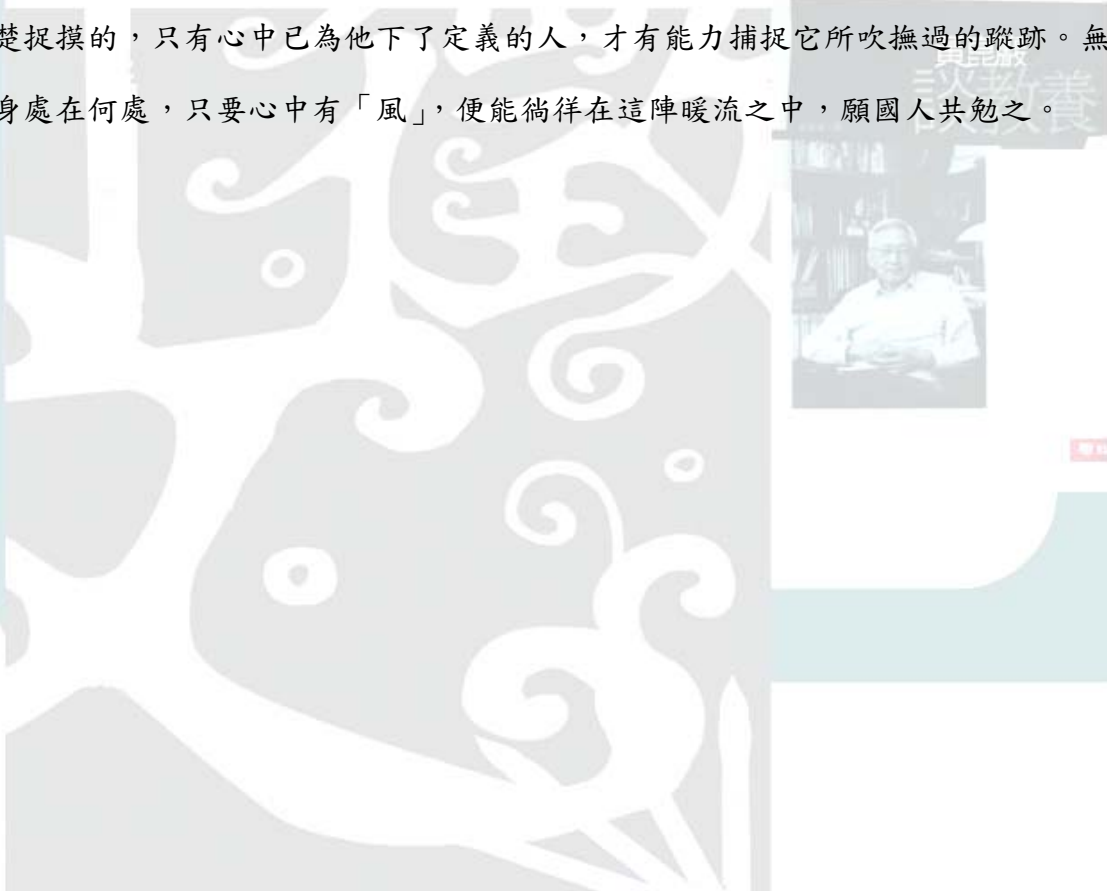 楚捉摸的，只有心中已為他下了定義的人，才有能力捕捉它所吹撫過的蹤跡。無
黃崑巖
談教養
身處在何處，只要心中有「風」，便能徜徉在這陣暖流之中，願國人共勉之。